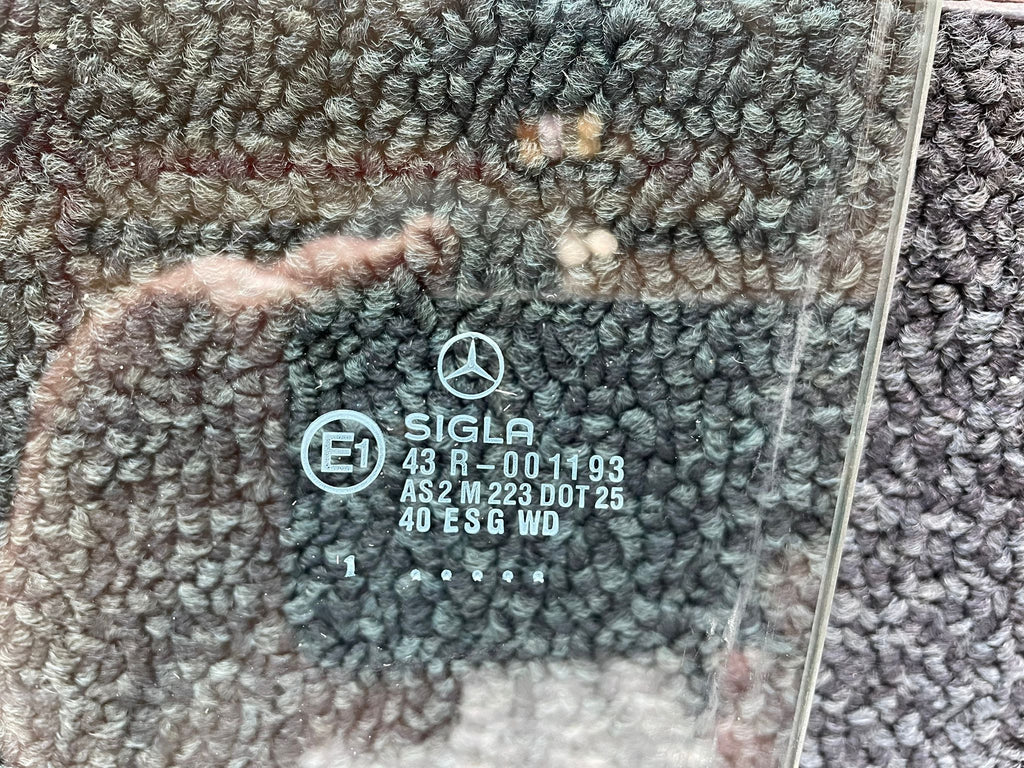 SIGLA
E1
43 R-001193
AS2 M 223 DOT 25
40 ESG WD
1 .....